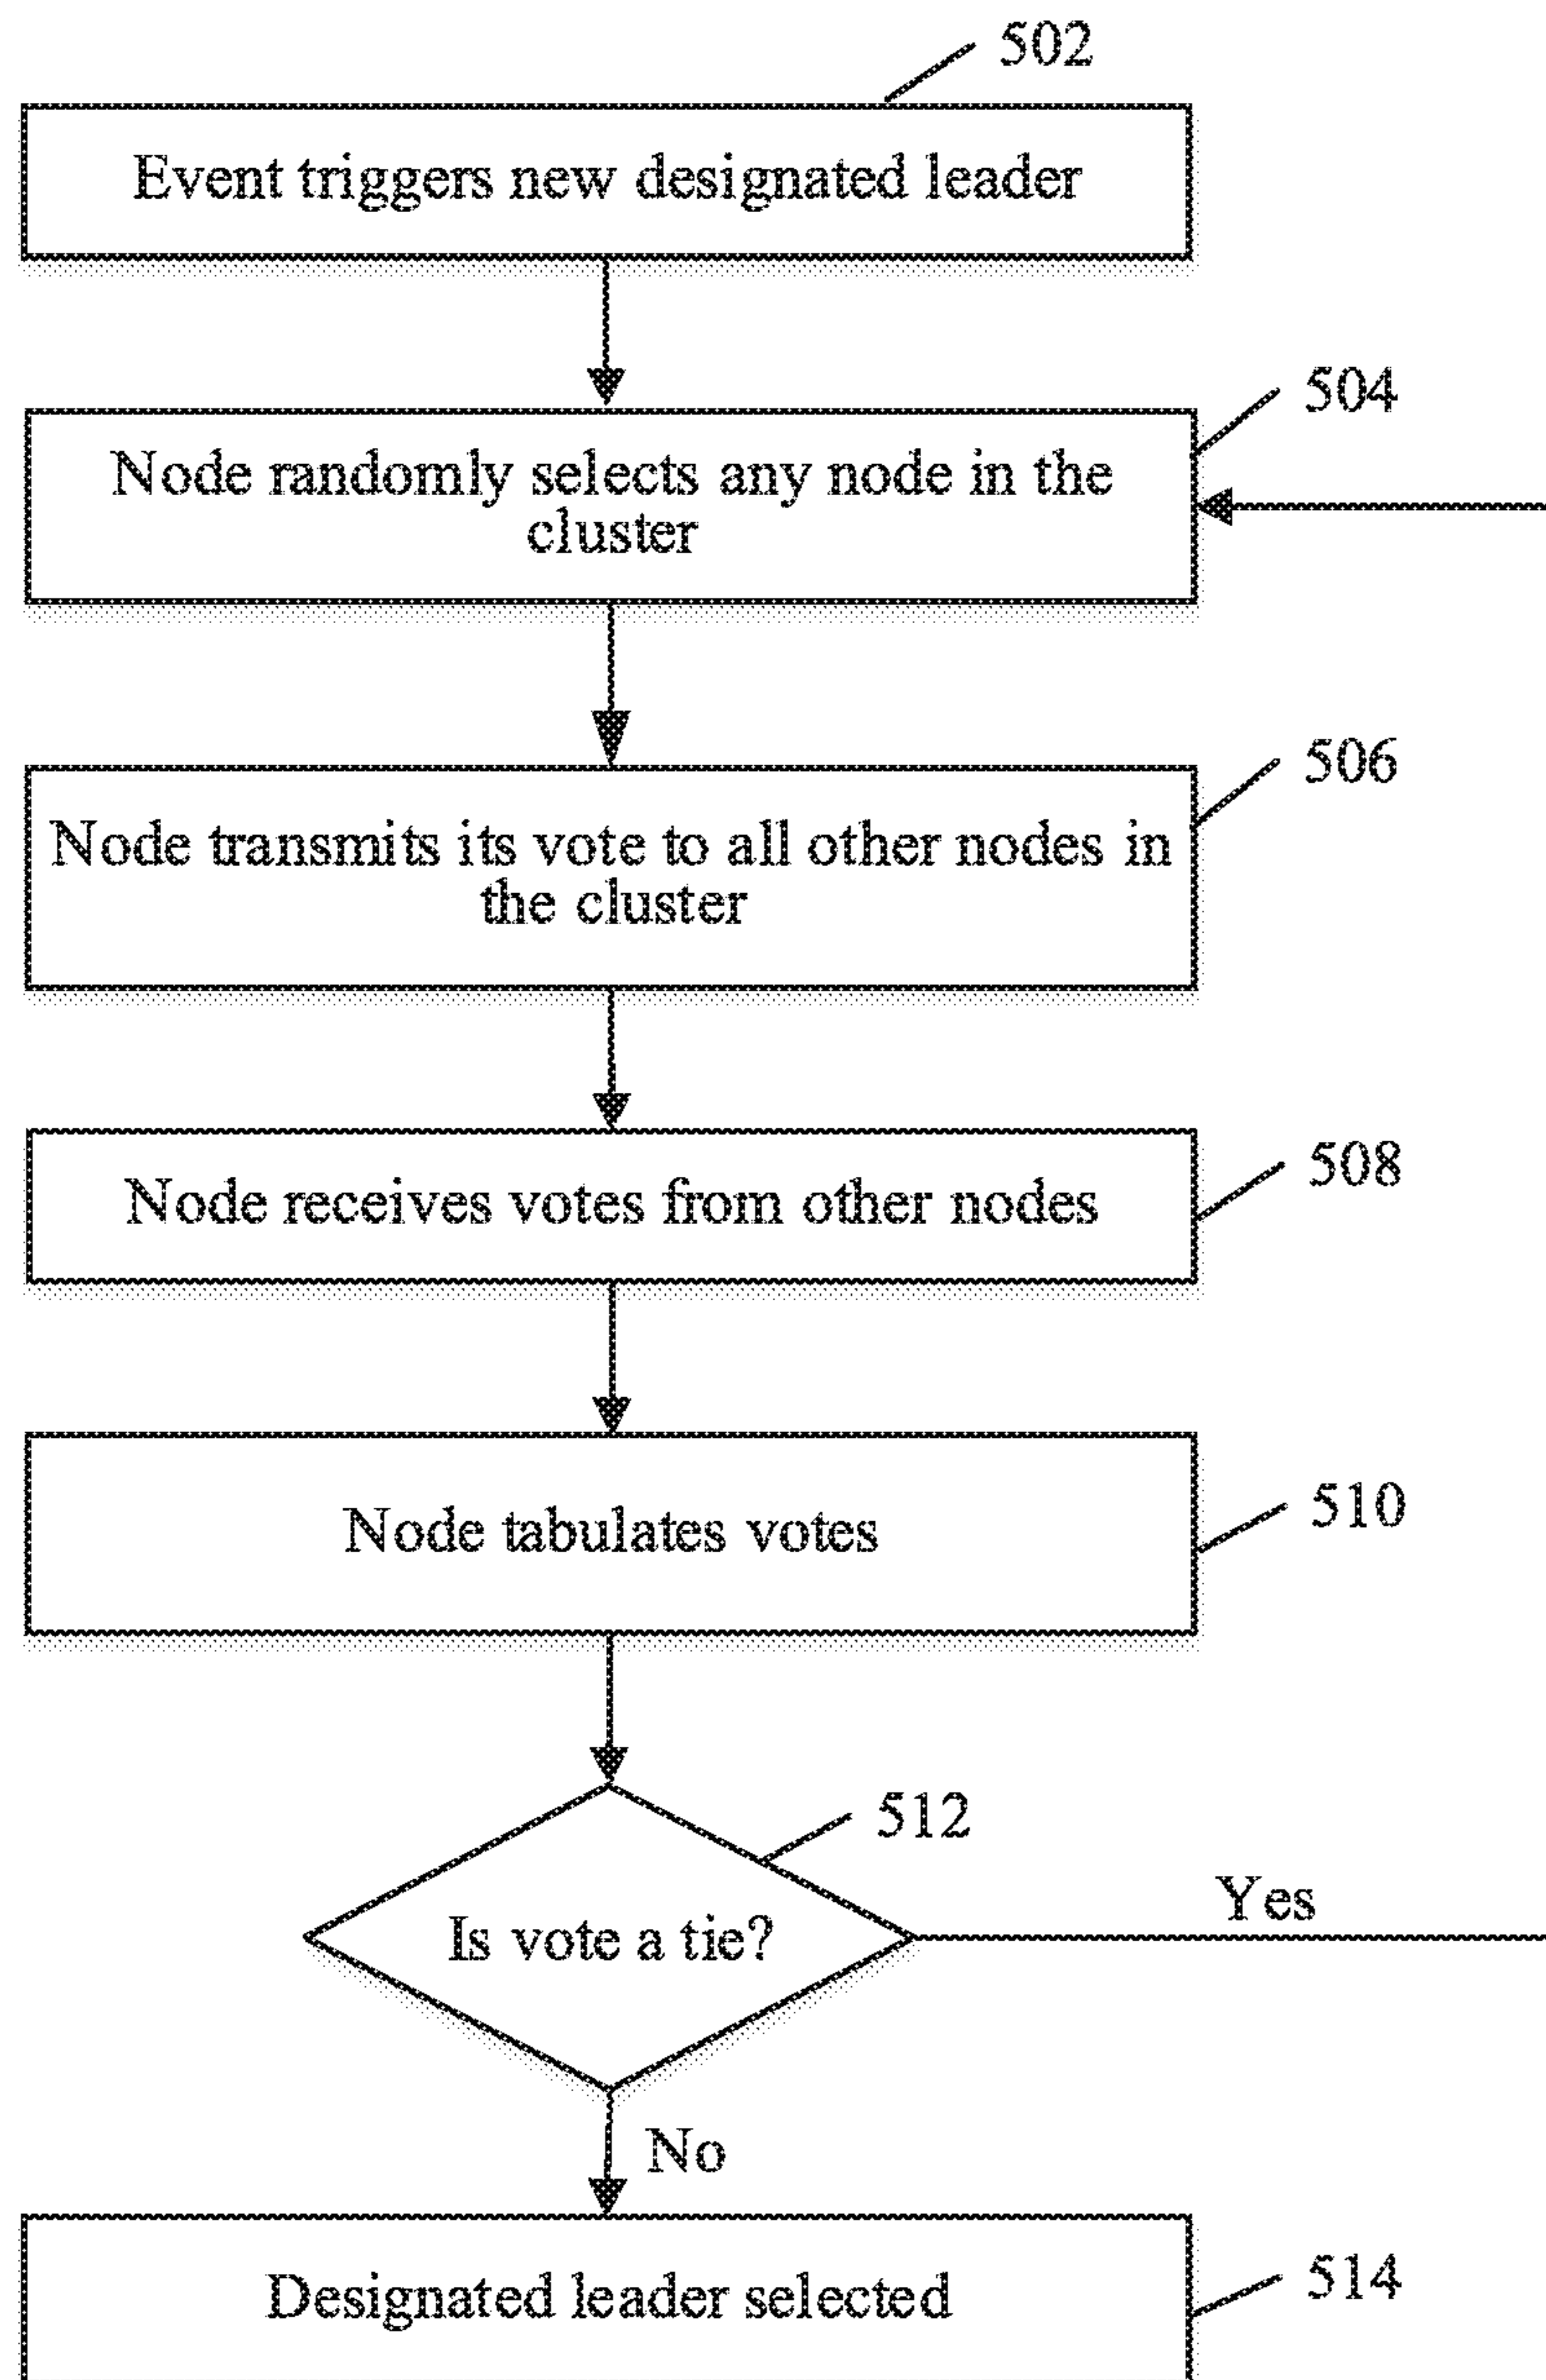 502
Event triggers new designated leader
504
Node randomly selects any node in the
cluster
506
Node transmits its vote to all other nodes in
the cluster
508
Node receives votes from other nodes
510
Node tabulates votes
512
Is vote a tie?
Yes
No
514
Designated leader selected